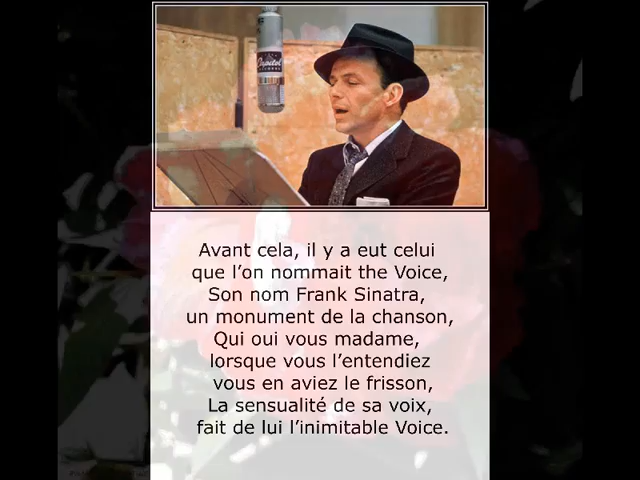 Capitol
Avant cela, il y a eut celui
que l'on nommait the Voice,
Son nom Frank Sinatra,
un monument de la chanson,
Qui oui vous madame,
lorsque vous l'entendiez
vous en aviez le frisson,
La sensualité de sa voix,
fait de lui l'inimitable Voice.